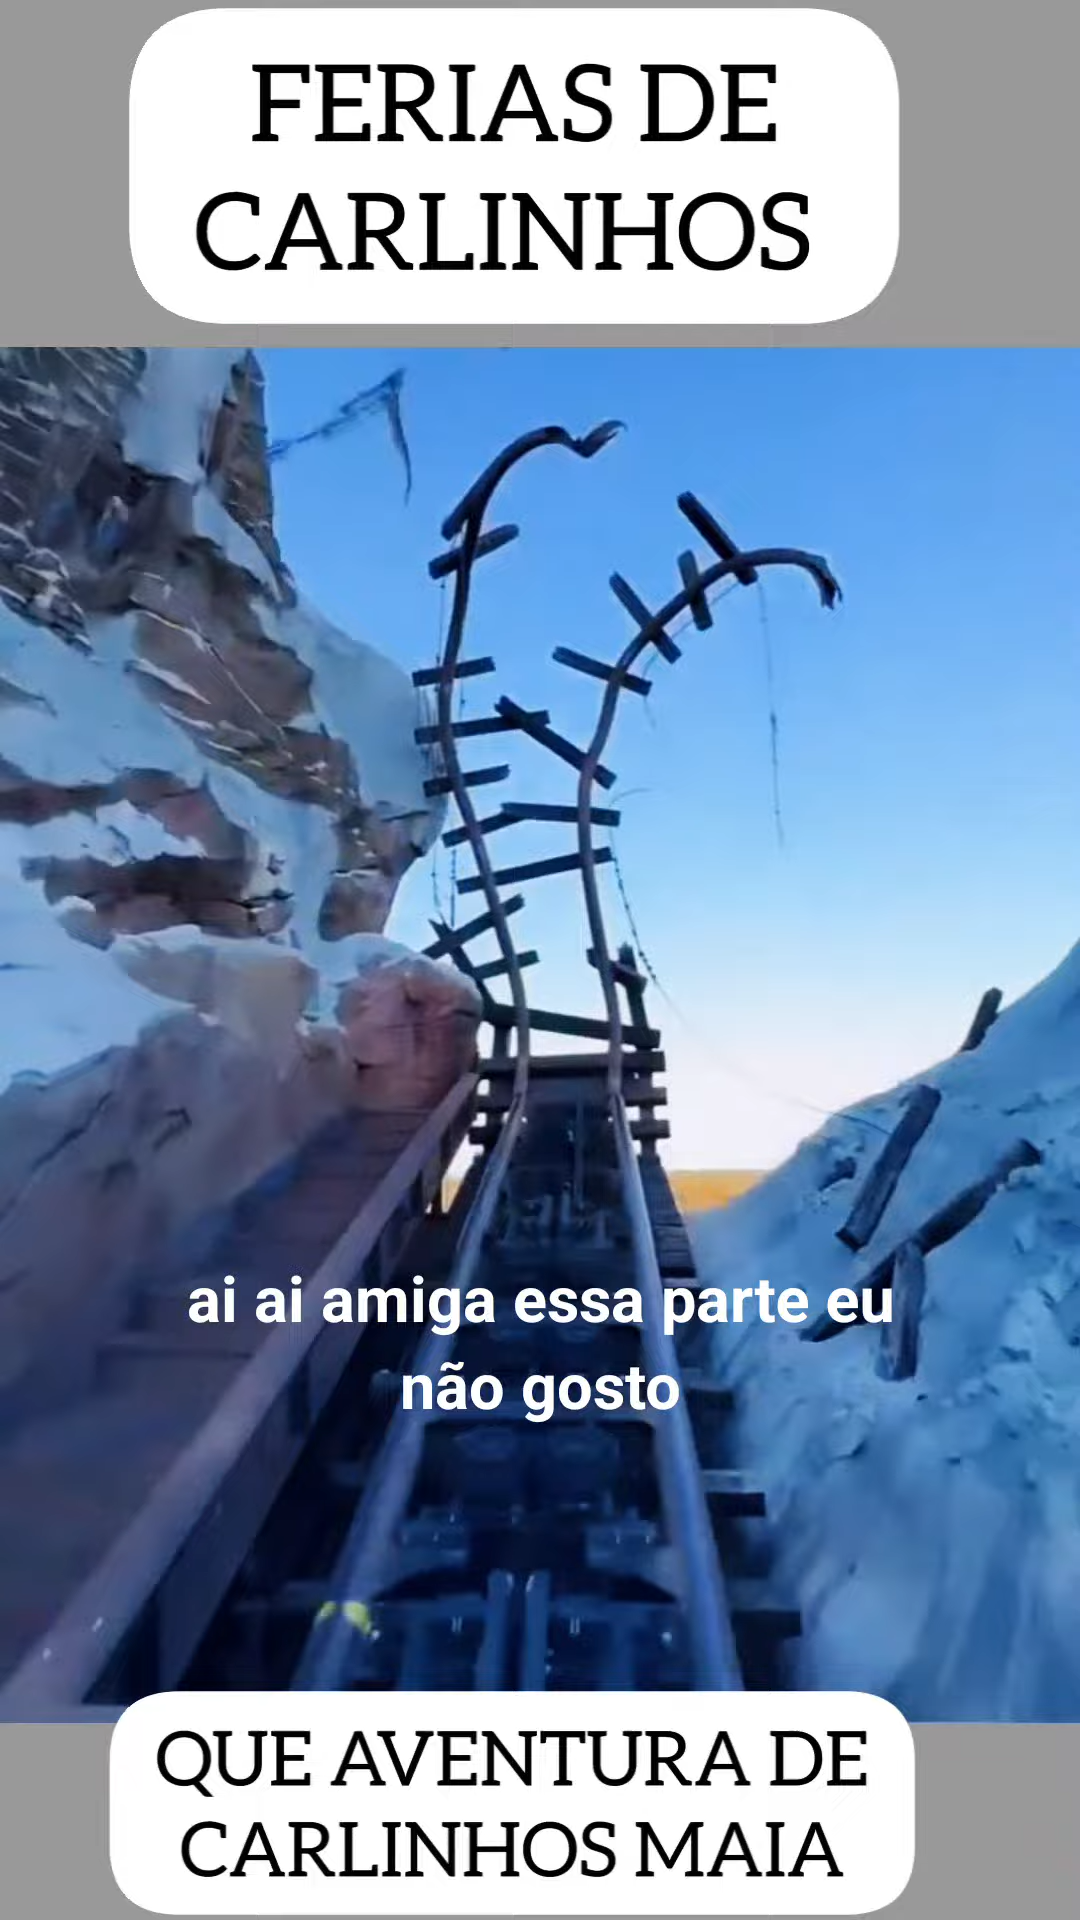 FERIAS DE
CARLINHOS
ai ai amiga essa parte eu
não gosto
QUE AVENTURA DE
CARLINHOS MAIA